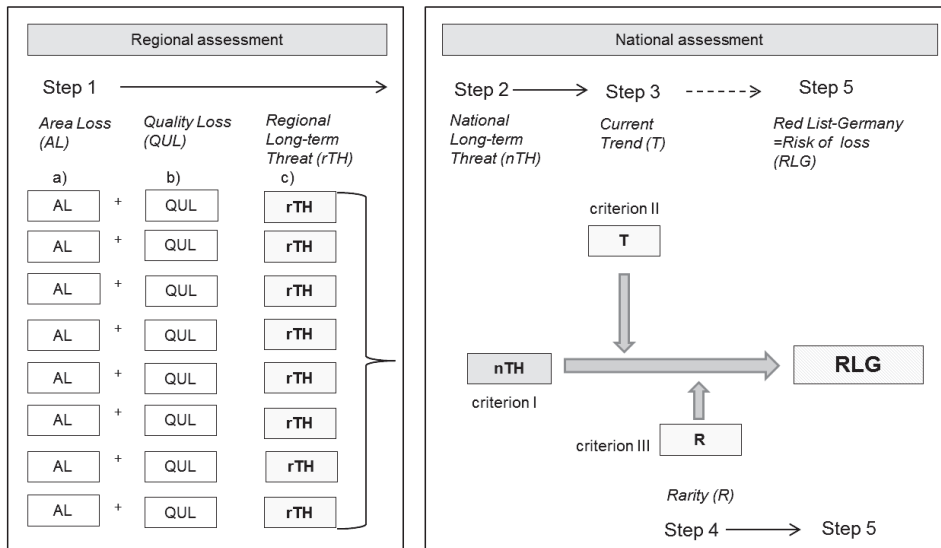 Regional assessment
Step 1
Area Loss
(AL)
Quality Loss
(QUL)
Regional
Long-term
Threat (rTH)
a) b) c)
AL + QUL rTH
AL + QUL rTH
AL + QUL rTH
AL + QUL rTH
AL + QUL rTH
AL + QUL rTH
AL + QUL rTH
AL + QUL rTH
National assessment
Step 2 Step 3 Step 5
National
Long-term
Threat (nTH)
Current
Trend (T)
Red List-Germany
=Risk of loss
(RLG)
criterion II
T
nTH
criterion I
RLG
criterion III
R
Rarity (R)
Step 4 Step 5